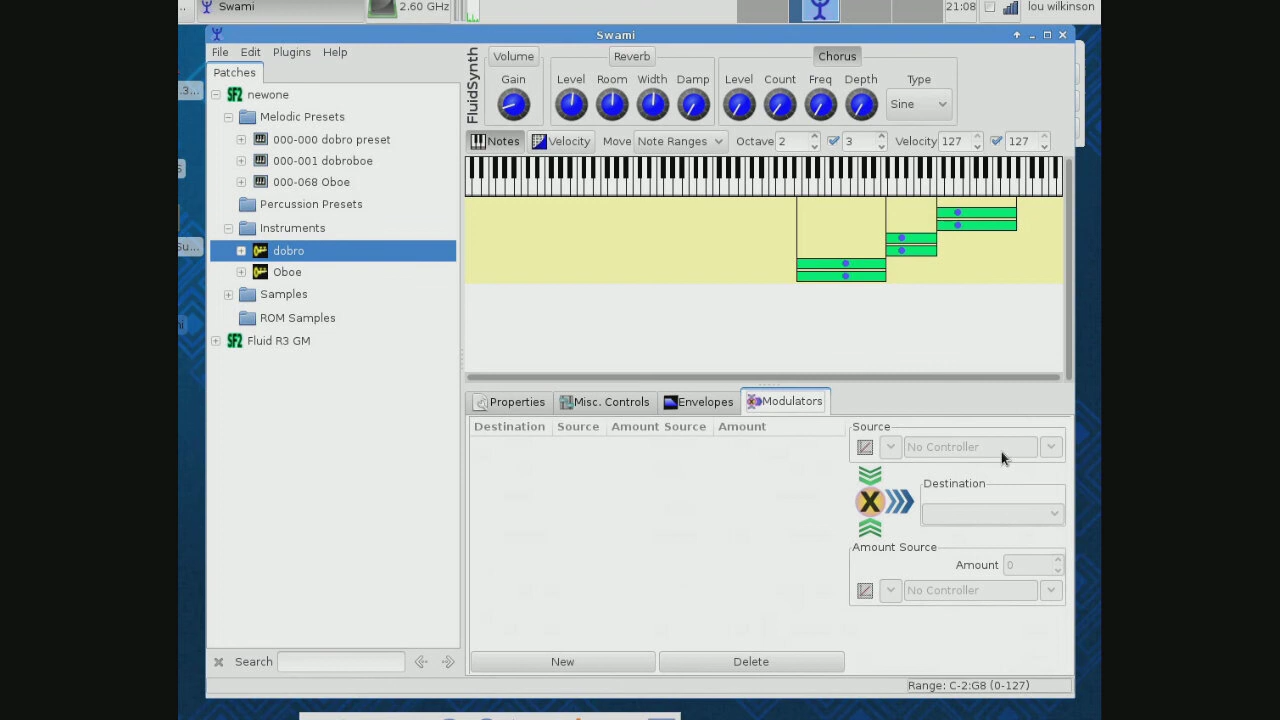 Swami
2.60 GHz
21:08
lou wilkinson
Swami
File Edit Plugins Help
Patches
newone
Melodic Presets
000-000 dobro preset
000-001 dobroboe
000-068 Oboe
Percussion Presets
Instruments
dobro
Oboe
Samples
ROM Samples
Fluid R3 GM
Search
FluidSynth
Volume Reverb Chorus
Gain Level Room Width Damp Level Count Freq Depth Type
Sine
Notes Velocity Move Note Ranges Octave 2 3 Velocity 127 127
Properties Misc. Controls Envelopes Modulators
Destination Source Amount Source Amount
Source
No Controller
X
Destination
Amount Source
Amount 0
No Controller
New Delete
Range: C-2:G8 (0-127)